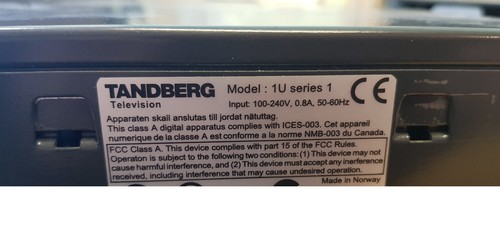 TANDBERG Model : 1U series 1 CE
Television Input: 100-240V, 0.8A, 50-60Hz
Apparaten skail anslutas till jordat nätuttag.
This class A digital apparatus complies with ICES-003. Cet appareil
numerique de la classe A est conforme a la norme NMB-003 du Canada.
FCC Class A. This device complies with part 15 of the FCC Rules.
Operaton is subject to the following two conditions: (1) This device may not
cause harmful interference, and (2) This device must accept any inerference
received, including interference that may cause undesired operation.
Made in Norway